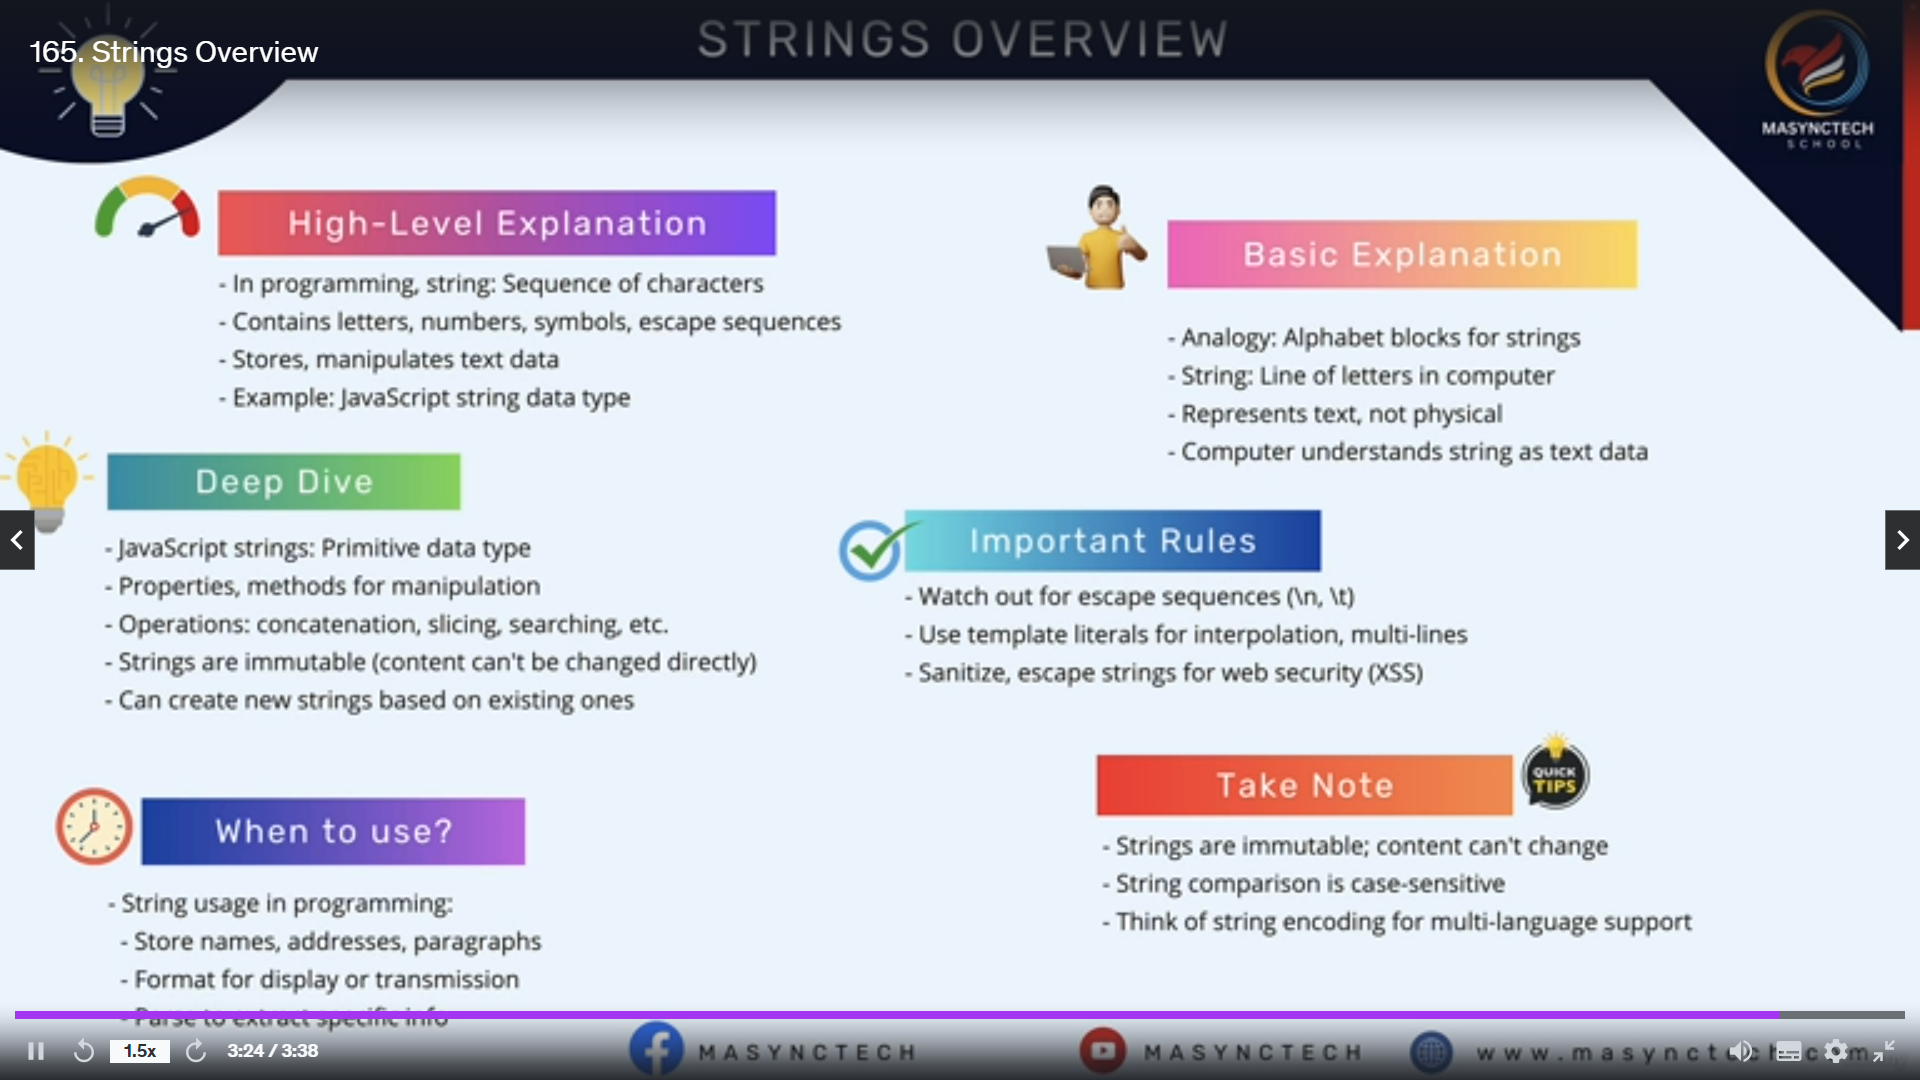 165. Strings Overview
STRINGS OVERVIEW
MASYNCTECH
SCHOOL
High-Level Explanation
- In programming, string: Sequence of characters
- Contains letters, numbers, symbols, escape sequences
- Stores, manipulates text data
- Example: JavaScript string data type
Basic Explanation
- Analogy: Alphabet blocks for strings
- String: Line of letters in computer
- Represents text, not physical
- Computer understands string as text data
Deep Dive
- JavaScript strings: Primitive data type
- Properties, methods for manipulation
- Operations: concatenation, slicing, searching, etc.
- Strings are immutable (content can't be changed directly)
- Can create new strings based on existing ones
Important Rules
- Watch out for escape sequences (\n, \t)
- Use template literals for interpolation, multi-lines
- Sanitize, escape strings for web security (XSS)
When to use?
- String usage in programming:
- Store names, addresses, paragraphs
- Format for display or transmission
- Parse to extract specific info
Take Note
QUICK
TIPS
- Strings are immutable; content can't change
- String comparison is case-sensitive
- Think of string encoding for multi-language support
1.5x
3:24 / 3:38
MASYNCTECH
MASYNCTECH